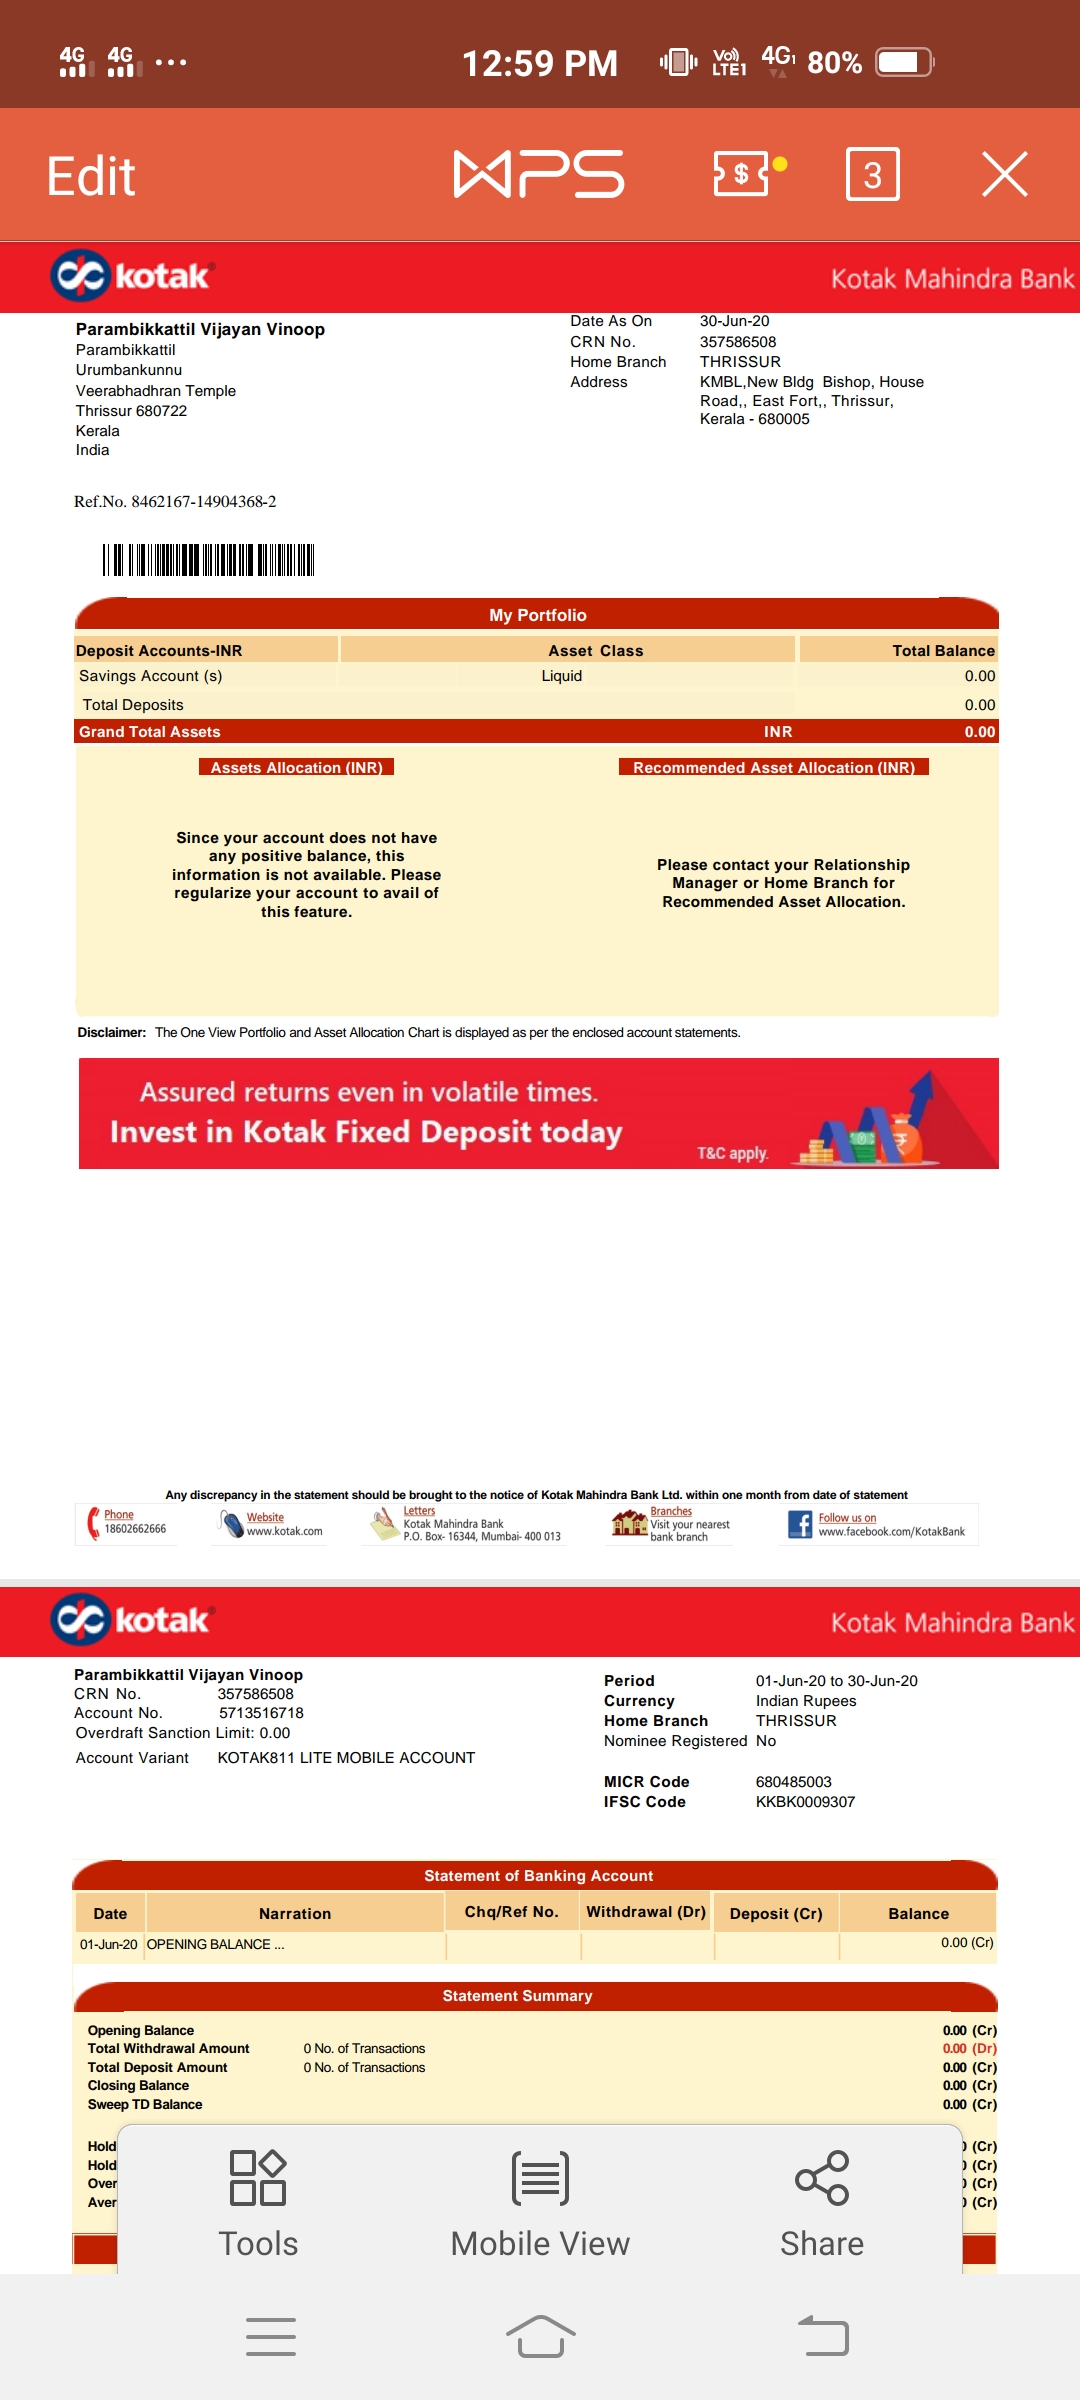 4G 4G ... 12:59 PM Vo)) LTE1 4G1 80%
Edit WPS $ 3
kotak Kotak Mahindra Bank
Parambikkattil Vijayan Vinoop
Parambikkattil
Urumbankunnu
Veerabhadhran Temple
Thrissur 680722
Kerala
India
Date As On 30-Jun-20
CRN No. 357586508
Home Branch THRISSUR
Address KMBL,New Bldg Bishop, House
Road,, East Fort,, Thrissur,
Kerala - 680005
Ref.No. 8462167-14904368-2
My Portfolio
Deposit Accounts-INR Asset Class Total Balance
Savings Account (s) Liquid 0.00
Total Deposits 0.00
Grand Total Assets INR 0.00
Assets Allocation (INR) Recommended Asset Allocation (INR)
Since your account does not have
any positive balance, this
information is not available. Please
regularize your account to avail of
this feature.
Please contact your Relationship
Manager or Home Branch for
Recommended Asset Allocation.
Disclaimer: The One View Portfolio and Asset Allocation Chart is displayed as per the enclosed account statements.
Assured returns even in volatile times.
Invest in Kotak Fixed Deposit today
T&C apply.
Any discrepancy in the statement should be brought to the notice of Kotak Mahindra Bank Ltd. within one month from date of statement
Phone
18602662666
Website
www.kotak.com
Letters
Kotak Mahindra Bank
P.O. Box- 16344, Mumbai- 400 013
Branches
Visit your nearest
bank branch
Follow us on
www.facebook.com/KotakBank
kotak Kotak Mahindra Bank
Parambikkattil Vijayan Vinoop
CRN No. 357586508
Account No. 5713516718
Overdraft Sanction Limit: 0.00
Account Variant KOTAK811 LITE MOBILE ACCOUNT
Period 01-Jun-20 to 30-Jun-20
Currency Indian Rupees
Home Branch THRISSUR
Nominee Registered No
MICR Code 680485003
IFSC Code KKBK0009307
Statement of Banking Account
Date Narration Chq/Ref No. Withdrawal (Dr) Deposit (Cr) Balance
01-Jun-20 OPENING BALANCE ... 0.00 (Cr)
Statement Summary
Opening Balance 0.00 (Cr)
Total Withdrawal Amount 0 No. of Transactions 0.00 (Dr)
Total Deposit Amount 0 No. of Transactions 0.00 (Cr)
Closing Balance 0.00 (Cr)
Sweep TD Balance 0.00 (Cr)
Hold (Cr)
Hold (Cr)
Over (Cr)
Aver (Cr)
Tools Mobile View Share